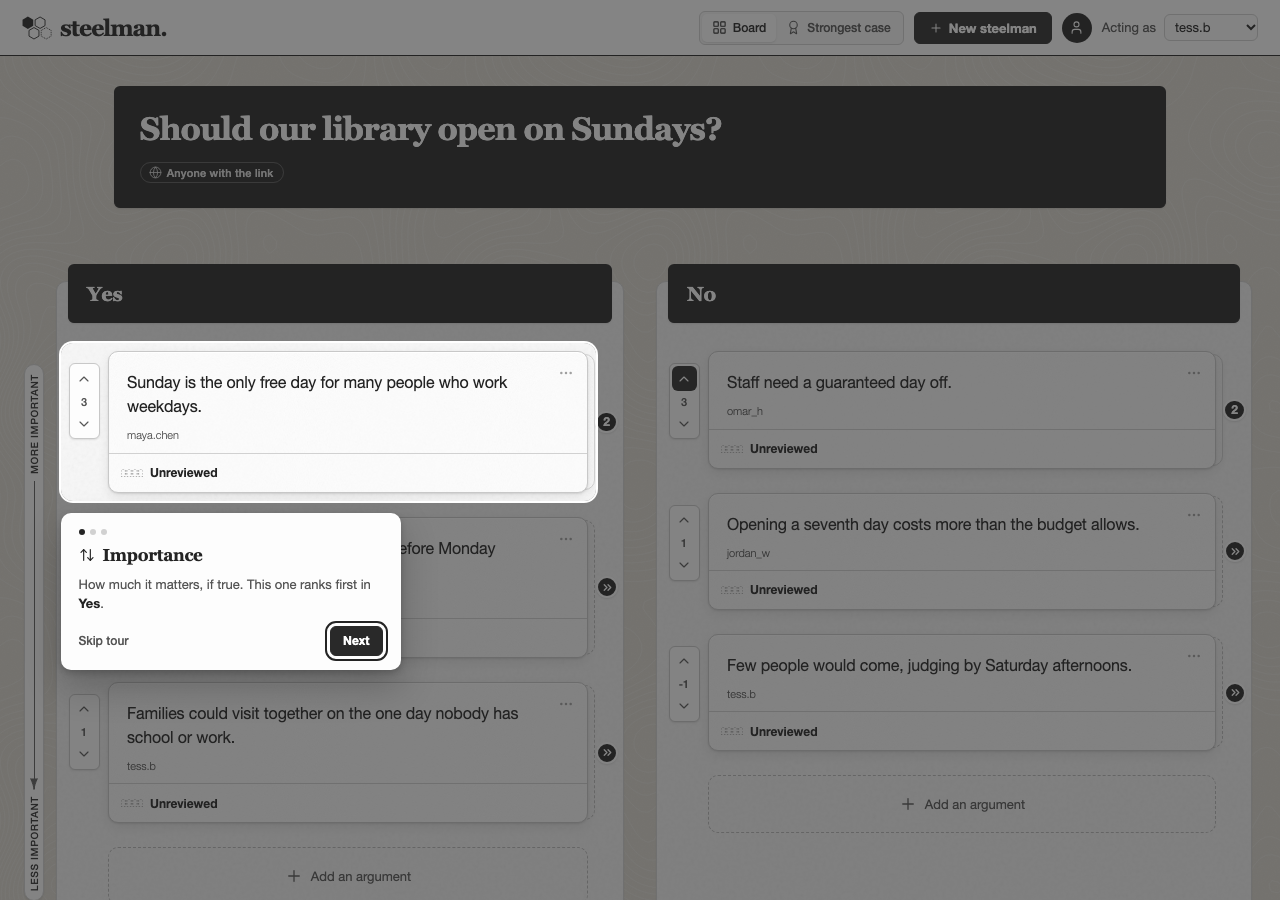 steelman.
Board
Strongest case
New steelman
Acting as
tess.b
Should our library open on Sundays?
Anyone with the link
MORE IMPORTANT
LESS IMPORTANT
Yes
3
Sunday is the only free day for many people who work
weekdays.
maya.chen
Unreviewed
2
Importance
How much it matters, if true. This one ranks first in
Yes.
Skip tour
Next
efore Monday
1
Families could visit together on the one day nobody has
school or work.
tess.b
Unreviewed
Add an argument
No
3
Staff need a guaranteed day off.
omar_h
Unreviewed
2
1
Opening a seventh day costs more than the budget allows.
jordan_w
Unreviewed
-1
Few people would come, judging by Saturday afternoons.
tess.b
Unreviewed
Add an argument